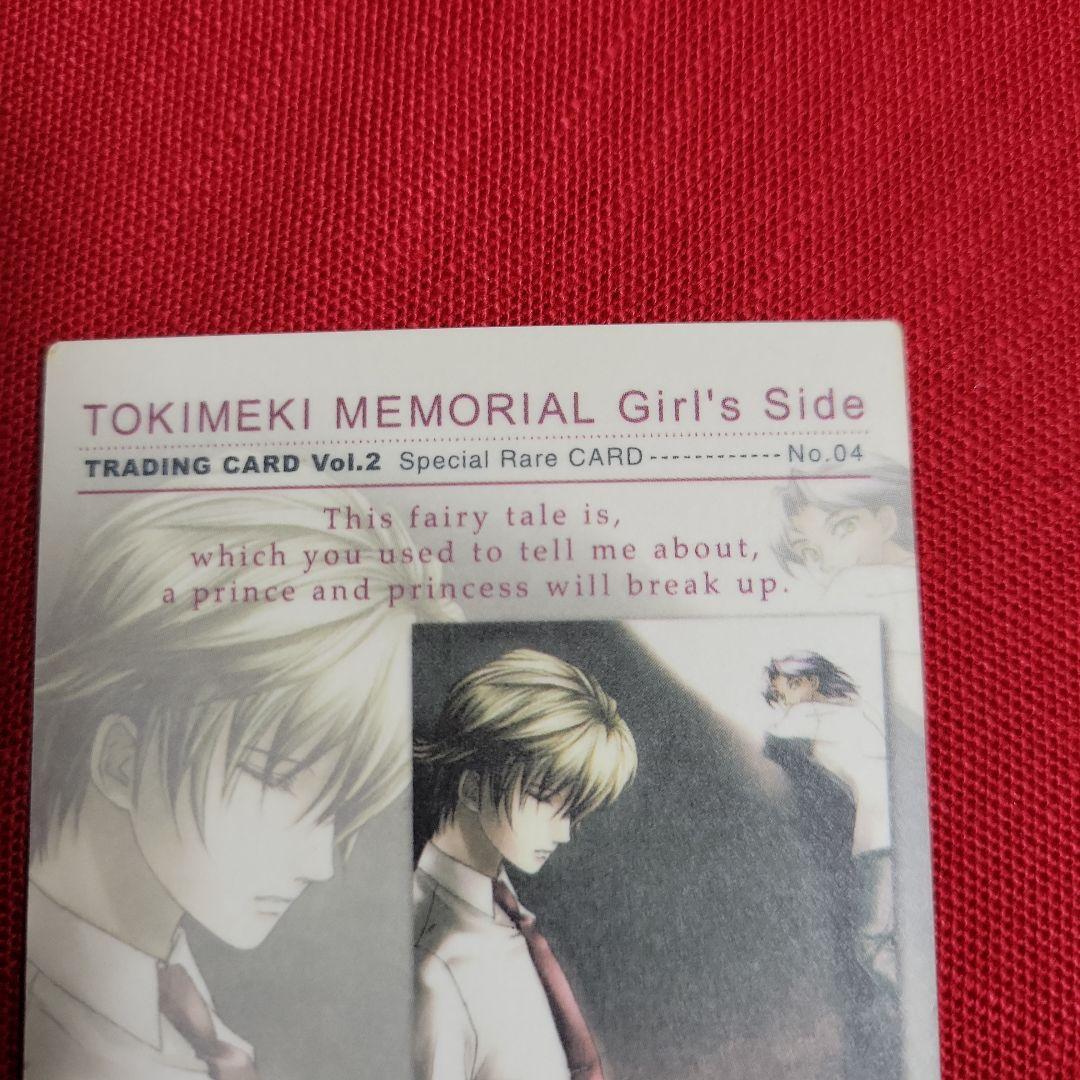 TOKIMEKI MEMORIAL Girl's Side
TRADING CARD Vol.2 Special Rare CARD ------------ No.04
This fairy tale is,
which you used to tell me about,
a prince and princess will break up.